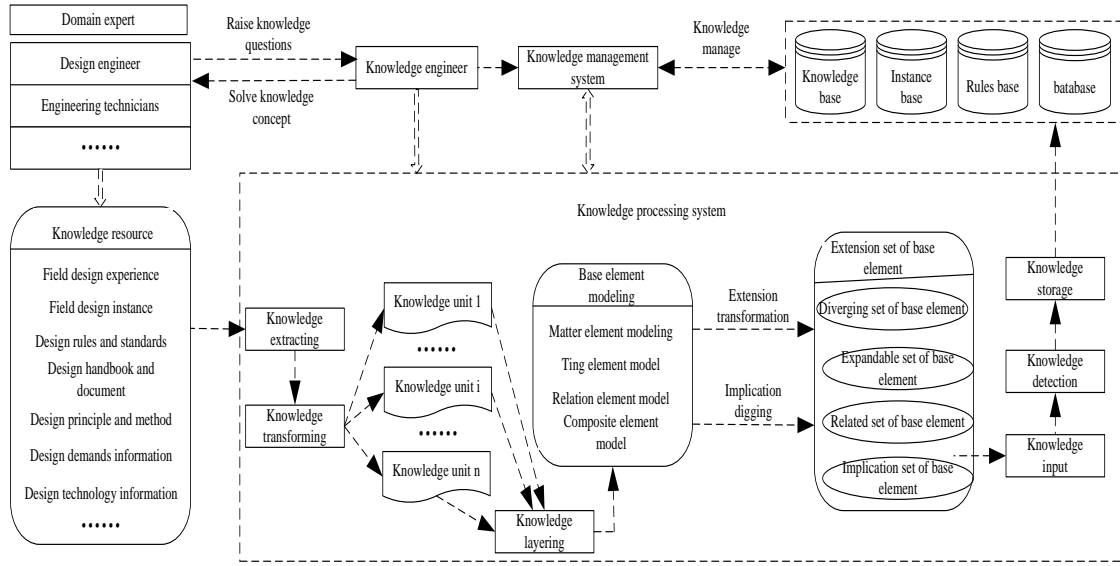 Domain expert
Design engineer
Engineering technicians
••••••
Raise knowledge
questions
Solve knowledge
concept
Knowledge engineer
Knowledge management
system
Knowledge
manage
Knowledge
base
Instance
base
Rules base
batabase
Knowledge resource
Field design experience
Field design instance
Design rules and standards
Design handbook and
document
Design principle and method
Design demands information
Design technology information
••••••
Knowledge processing system
Knowledge
extracting
Knowledge
transforming
Knowledge unit 1
••••••
Knowledge unit i
••••••
Knowledge unit n
Knowledge
layering
Base element
modeling
Matter element modeling
Ting element model
Relation element model
Composite element
model
Extension
transformation
Implication
digging
Extension set of base
element
Diverging set of base element
Expandable set of base
element
Related set of base element
Implication set of base
element
Knowledge
storage
Knowledge
detection
Knowledge
input